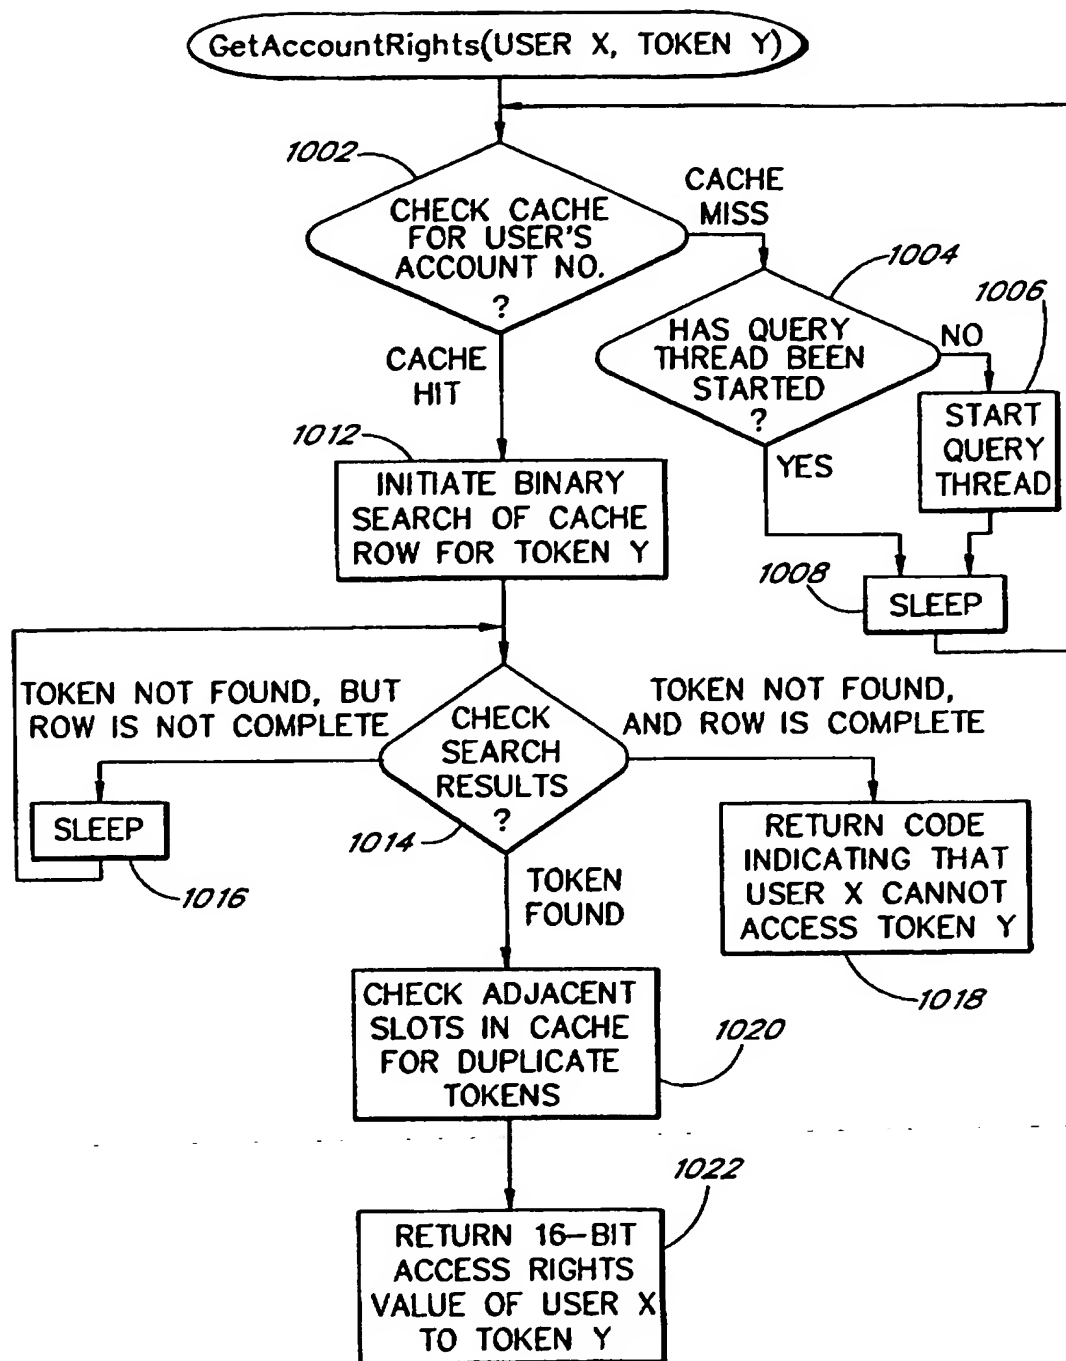 GetAccountRights(USER X, TOKEN Y)
1002
CHECK CACHE
FOR USER'S
ACCOUNT NO.
?
CACHE
MISS
1004
HAS QUERY
THREAD BEEN
STARTED
?
NO
1006
START
QUERY
THREAD
YES
1008
SLEEP
CACHE
HIT
1012
INITIATE BINARY
SEARCH OF CACHE
ROW FOR TOKEN Y
TOKEN NOT FOUND, BUT
ROW IS NOT COMPLETE
CHECK
SEARCH
RESULTS
?
1014
TOKEN NOT FOUND,
AND ROW IS COMPLETE
SLEEP
1016
RETURN CODE
INDICATING THAT
USER X CANNOT
ACCESS TOKEN Y
1018
TOKEN
FOUND
CHECK ADJACENT
SLOTS IN CACHE
FOR DUPLICATE
TOKENS
1020
1022
RETURN 16-BIT
ACCESS RIGHTS
VALUE OF USER X
TO TOKEN Y